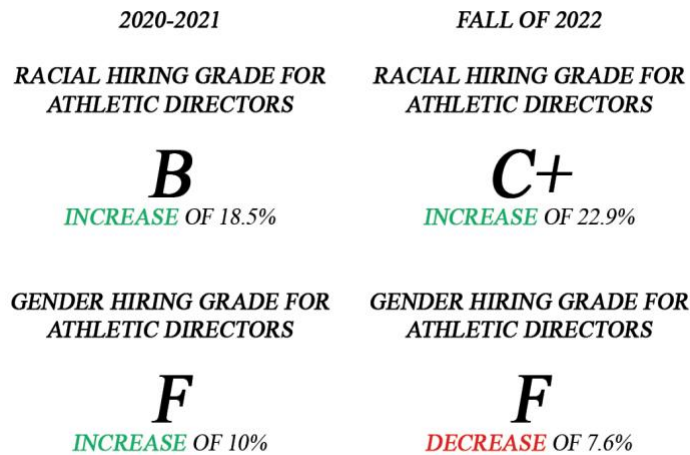 2020-2021
RACIAL HIRING GRADE FOR
ATHLETIC DIRECTORS
B
INCREASE OF 18.5%
GENDER HIRING GRADE FOR
ATHLETIC DIRECTORS
F
INCREASE OF 10%
FALL OF 2022
RACIAL HIRING GRADE FOR
ATHLETIC DIRECTORS
C+
INCREASE OF 22.9%
GENDER HIRING GRADE FOR
ATHLETIC DIRECTORS
F
DECREASE OF 7.6%